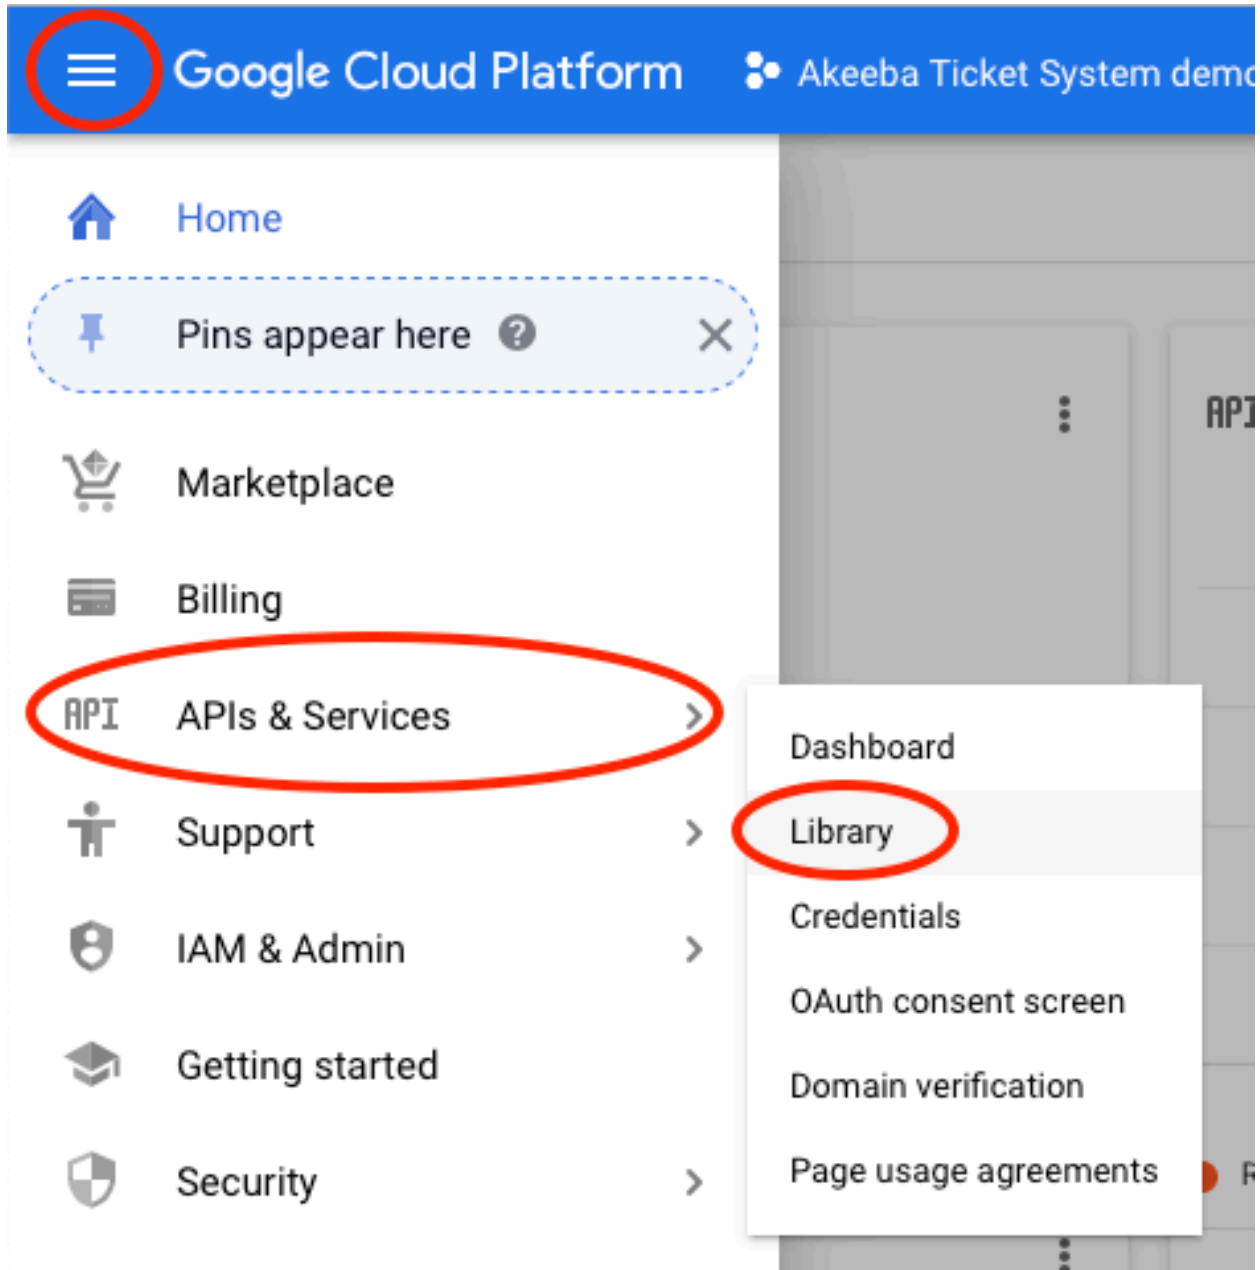 Google Cloud Platform
Akeeba Ticket System demo
Home
Pins appear here
API
Marketplace
Billing
API APIs & Services
Support
IAM & Admin
Getting started
Security
Dashboard
Library
Credentials
OAuth consent screen
Domain verification
Page usage agreements
R